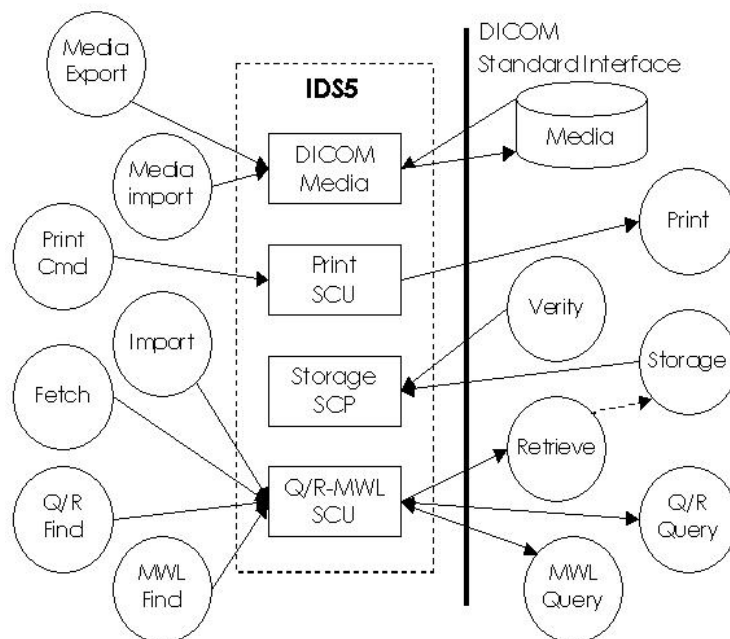 Media
Export
DICOM
Standard Interface
IDS5
Media
DICOM
Media
Media
import
Print
Print
Cmd
Print
SCU
Verity
Import
Storage
Storage
SCP
Fetch
Retrieve
Q/R-MWL
SCU
Q/R
Find
Q/R
Query
MWL
Find
MWL
Query